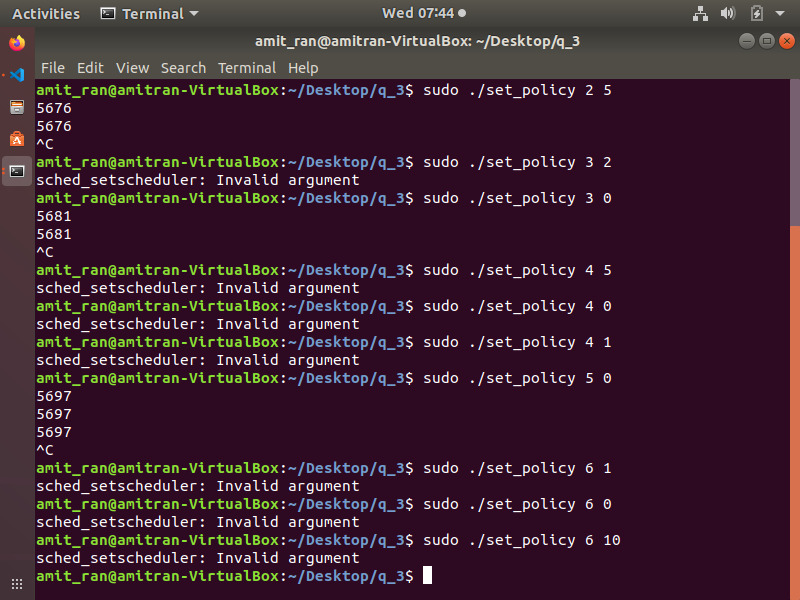 Activities Terminal Wed 07:44
amit_ran@amitran-VirtualBox: ~/Desktop/q_3
File Edit View Search Terminal Help
amit_ran@amitran-VirtualBox:~/Desktop/q_3$ sudo ./set_policy 2 5
5676
5676
^C
amit_ran@amitran-VirtualBox:~/Desktop/q_3$ sudo ./set_policy 3 2
sched_setscheduler: Invalid argument
amit_ran@amitran-VirtualBox:~/Desktop/q_3$ sudo ./set_policy 3 0
5681
5681
^C
amit_ran@amitran-VirtualBox:~/Desktop/q_3$ sudo ./set_policy 4 5
sched_setscheduler: Invalid argument
amit_ran@amitran-VirtualBox:~/Desktop/q_3$ sudo ./set_policy 4 0
sched_setscheduler: Invalid argument
amit_ran@amitran-VirtualBox:~/Desktop/q_3$ sudo ./set_policy 4 1
sched_setscheduler: Invalid argument
amit_ran@amitran-VirtualBox:~/Desktop/q_3$ sudo ./set_policy 5 0
5697
5697
5697
^C
amit_ran@amitran-VirtualBox:~/Desktop/q_3$ sudo ./set_policy 6 1
sched_setscheduler: Invalid argument
amit_ran@amitran-VirtualBox:~/Desktop/q_3$ sudo ./set_policy 6 0
sched_setscheduler: Invalid argument
amit_ran@amitran-VirtualBox:~/Desktop/q_3$ sudo ./set_policy 6 10
sched_setscheduler: Invalid argument
amit_ran@amitran-VirtualBox:~/Desktop/q_3$